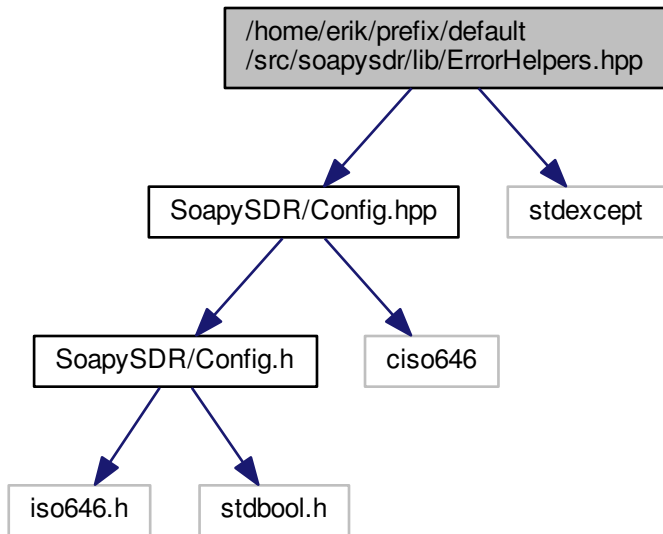 /home/erik/prefix/default
/src/soapysdr/lib/ErrorHelpers.hpp
SoapySDR/Config.hpp
stdexcept
SoapySDR/Config.h
ciso646
iso646.h
stdbool.h